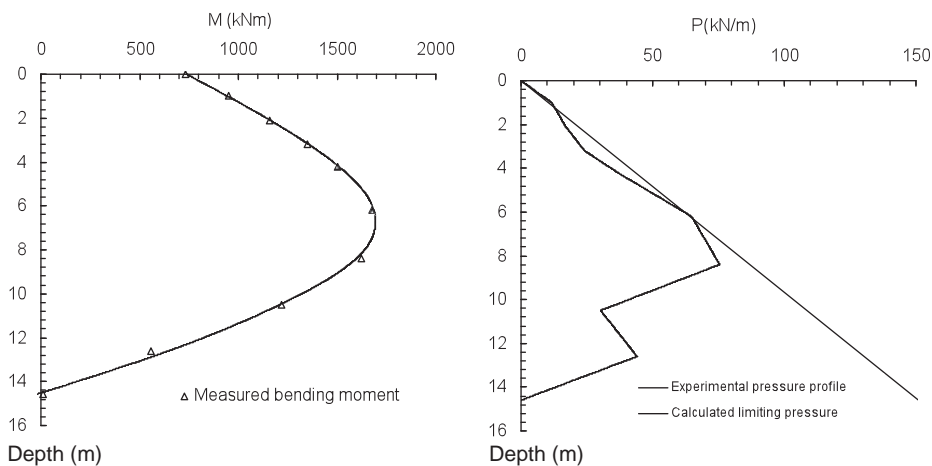 M (kNm)
0 500 1000 1500 2000
0
2
4
6
8
10
12
14
16
Measured bending moment
Depth (m)
P(kN/m)
0 50 100 150
0
2
4
6
8
10
12
14
16
Experimental pressure profile
Calculated limiting pressure
Depth (m)